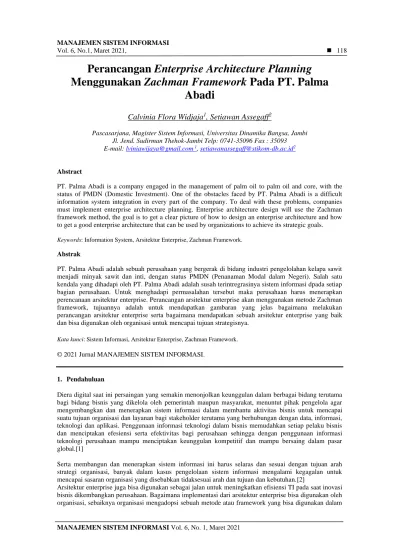 MANAJEMEN SISTEM INFORMASI
Vol. 6, No.1, Maret 2021, ■ 118
Perancangan Enterprise Architecture Planning
Menggunakan Zachman Framework Pada PT. Palma
Abadi
Calvinia Flora Widjaja1, Setiawan Assegaff2
Pascasarjana, Magister Sistem Informasi, Universitas Dinamika Bangsa, Jambi
Jl. Jend. Sudirman Thehok-Jambi Telp: 0741-35096 Fax : 35093
E-mail: lviniawijaya@gmail.com1, setiawanassegaff@stikom-db.ac.id2
Abstract
PT. Palma Abadi is a company engaged in the management of palm oil to palm oil and core, with the
status of PMDN (Domestic Investment). One of the obstacles faced by PT. Palma Abadi is a difficult
information system integration in every part of the company. To deal with these problems, companies
must implement enterprise architecture planning. Enterprise architecture design will use the Zachman
framework method, the goal is to get a clear picture of how to design an enterprise architecture and how
to get a good enterprise architecture that can be used by organizations to achieve its strategic goals.
Keywords: Information System, Arsitektur Enterprise, Zachman Framework.
Abstrak
PT. Palma Abadi adalah sebuah perusahaan yang bergerak di bidang industri pengelolahan kelapa sawit
menjadi minyak sawit dan inti, dengan status PMDN (Penanaman Modal dalam Negeri). Salah satu
kendala yang dihadapi oleh PT. Palma Abadi adalah susah terintregrasinya sistem informasi dpada setiap
bagian perusahaan. Untuk menghadapi permasalahan tersebut maka perusahaan harus menerapkan
perencanaan arsitektur enterprise. Perancangan arsitektur enterprise akan menggunakan metode Zachman
framework, tujuannya adalah untuk mendapatkan gambaran yang jelas bagaimana melakukan
perancangan arsitektur enterprise serta bagaimana mendapatkan sebuah arsitektur enterprise yang baik
dan bisa digunakan oleh organisasi untuk mencapai tujuan strategisnya.
Kata kunci: Sistem Informasi, Arsitektur Enterprise, Zachman Framework.
© 2021 Jurnal MANAJEMEN SISTEM INFORMASI.
1. Pendahuluan
Diera digital saat ini persaingan yang semakin menonjolkan keunggulan dalam berbagai bidang terutama
bagi bidang bisnis yang dikelola oleh pemerintah maupun masyarakat, menuntut pihak pengelola agar
mengembangkan dan menerapkan sistem informasi dalam membantu aktivitas bisnis untuk mencapai
suatu tujuan organisasi dan layanan bagi stakeholder terutama yang berhubungan dengan data, informasi,
teknologi dan aplikasi. Penggunaan informasi teknologi dalam bisnis memudahkan setiap pelaku bisnis
dan menciptakan efesiensi serta efektivitas bagi perusahaan sehingga dengan penggunaan informasi
teknologi perusahaan mampu menciptakan keunggulan kompetitif dan mampu bersaing dalam pasar
global.[1]
Serta membangun dan menerapkan sistem informasi ini harus selaras dan sesuai dengan tujuan arah
strategi organisasi, banyak dalam kasus pengelolaan sistem informasi mengalami kegagalan untuk
mencapai sasaran organisasi yang disebabkan tidaksesuai arah dan tujuan dan kebutuhan.[2]
Arsitektur enterprise juga bisa digunakan sebagai jalan untuk meningkatkan efisiensi TI pada saat inovasi
bisnis dikembangkan perusahaan. Bagaimana implementasi dari arsitektur enterprise bisa digunakan oleh
organisasi, sebaiknya organisasi mengadopsi sebuah metode atau framework yang bisa digunakan dalam
MANAJEMEN SISTEM INFORMASI Vol. 6, No. 1, Maret 2021